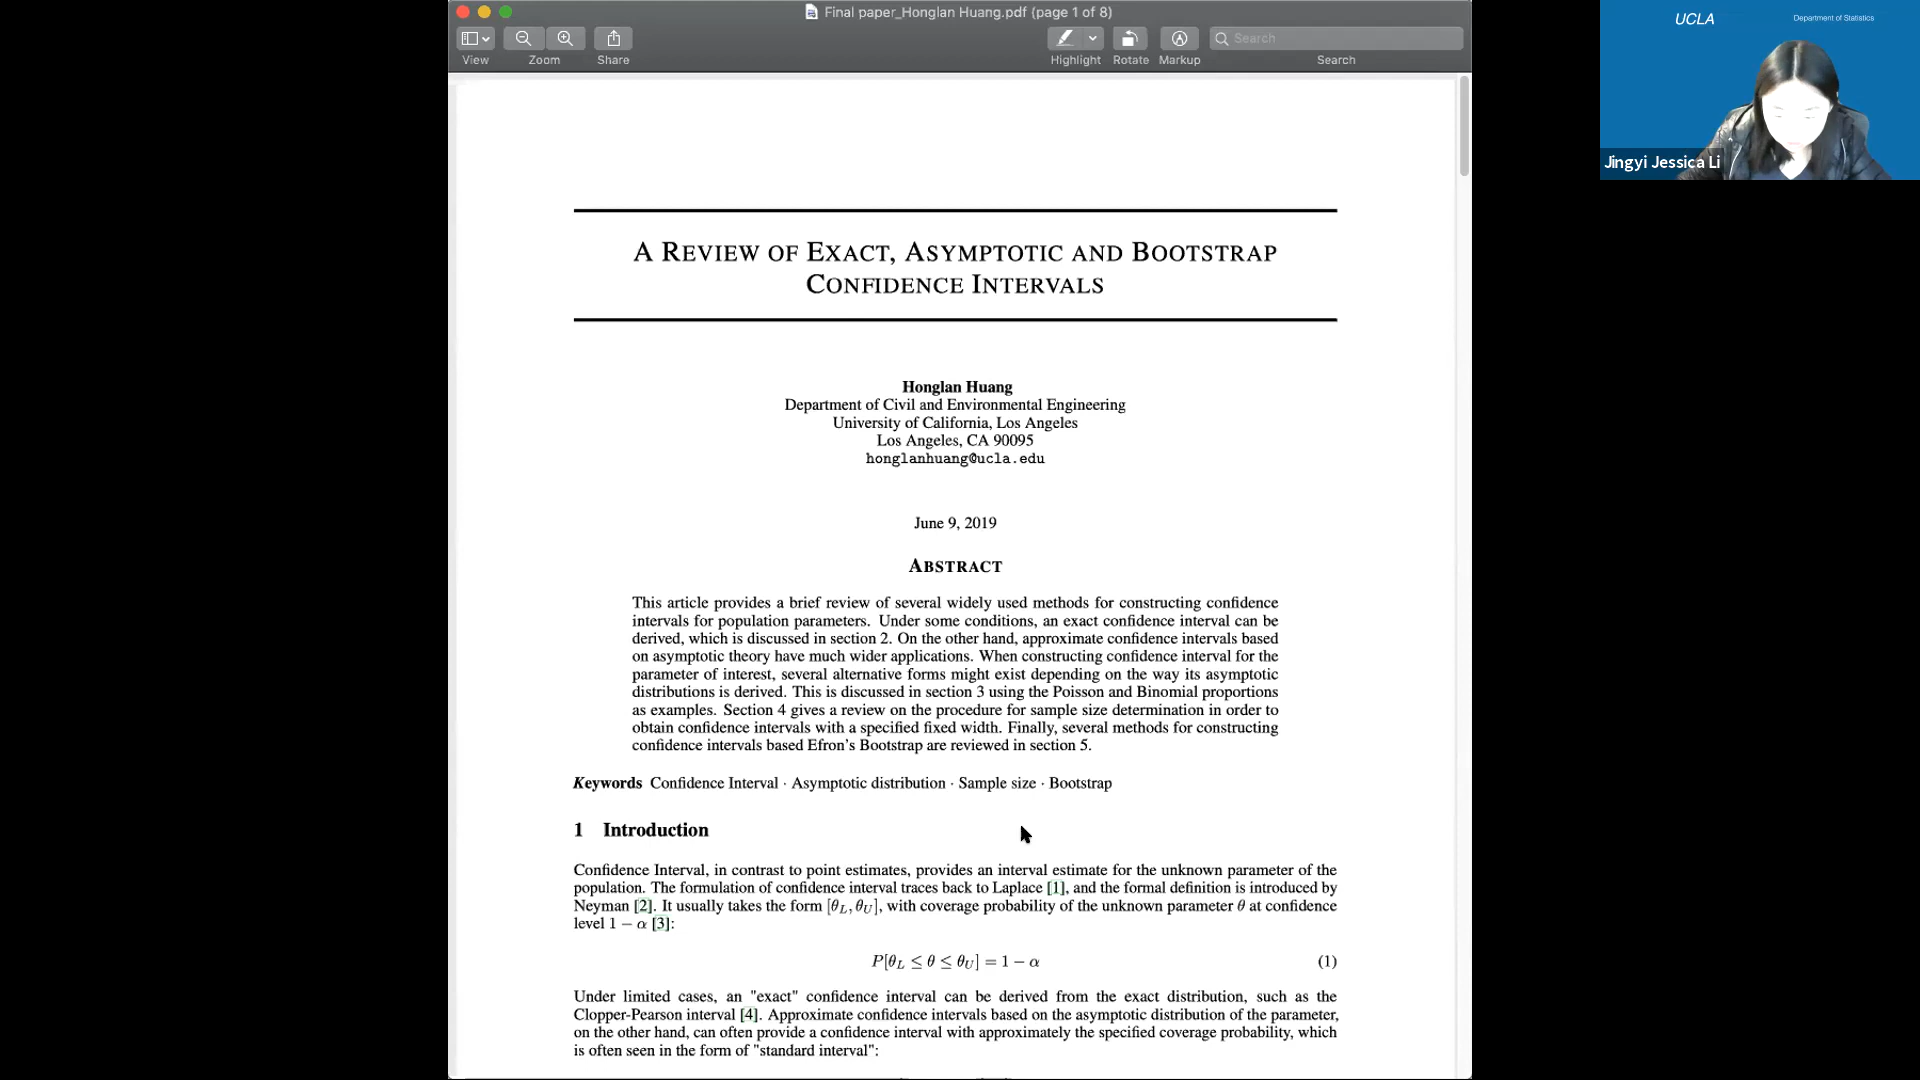 Final paper_Honglan Huang.pdf (page 1 of 8)
View Zoom Share Highlight Rotate Markup Search
Search
A REVIEW OF EXACT, ASYMPTOTIC AND BOOTSTRAP
CONFIDENCE INTERVALS
Honglan Huang
Department of Civil and Environmental Engineering
University of California, Los Angeles
Los Angeles, CA 90095
honglanhuang@ucla.edu
June 9, 2019
ABSTRACT
This article provides a brief review of several widely used methods for constructing confidence
intervals for population parameters. Under some conditions, an exact confidence interval can be
derived, which is discussed in section 2. On the other hand, approximate confidence intervals based
on asymptotic theory have much wider applications. When constructing confidence interval for the
parameter of interest, several alternative forms might exist depending on the way its asymptotic
distributions is derived. This is discussed in section 3 using the Poisson and Binomial proportions
as examples. Section 4 gives a review on the procedure for sample size determination in order to
obtain confidence intervals with a specified fixed width. Finally, several methods for constructing
confidence intervals based Efron's Bootstrap are reviewed in section 5.
Keywords Confidence Interval · Asymptotic distribution · Sample size · Bootstrap
1 Introduction
Confidence Interval, in contrast to point estimates, provides an interval estimate for the unknown parameter of the
population. The formulation of confidence interval traces back to Laplace [1], and the formal definition is introduced by
Neyman [2]. It usually takes the form [θL, θU], with coverage probability of the unknown parameter θ at confidence
level 1 − α [3]:
P[θL ≤ θ ≤ θU] = 1 − α (1)
Under limited cases, an "exact" confidence interval can be derived from the exact distribution, such as the
Clopper-Pearson interval [4]. Approximate confidence intervals based on the asymptotic distribution of the parameter,
on the other hand, can often provide a confidence interval with approximately the specified coverage probability, which
is often seen in the form of "standard interval":
UCLA
Department of Statistics
Jingyi Jessica Li